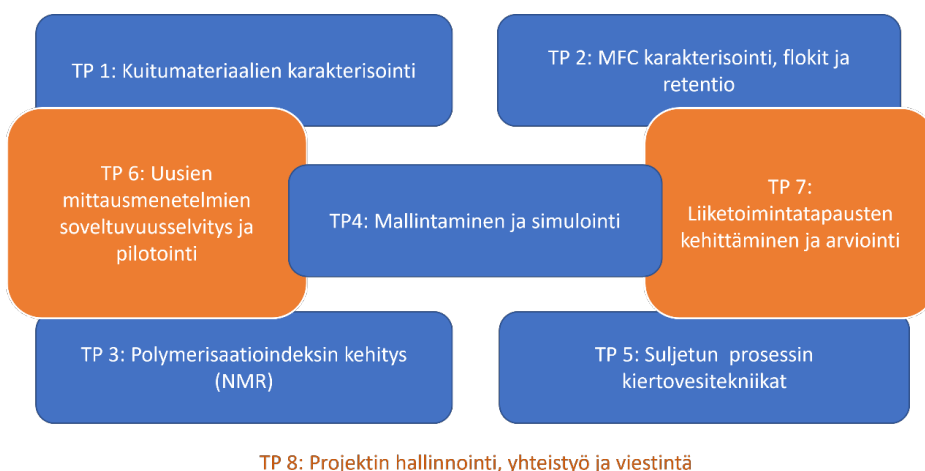 TP 1: Kuitumateriaalien karakterisointi
TP 2: MFC karakterisointi, flokit ja
retentio
TP 6: Uusien
mittausmenetelmien
soveltuvuusselvitys ja
pilotointi
TP4: Mallintaminen ja simulointi
TP 7:
Liiketoimintatapausten
kehittäminen ja arviointi
TP 3: Polymerisaatioindeksin kehitys
(NMR)
TP 5: Suljetun prosessin
kiertovesitekniikat
TP 8: Projektin hallinnointi, yhteistyö ja viestintä